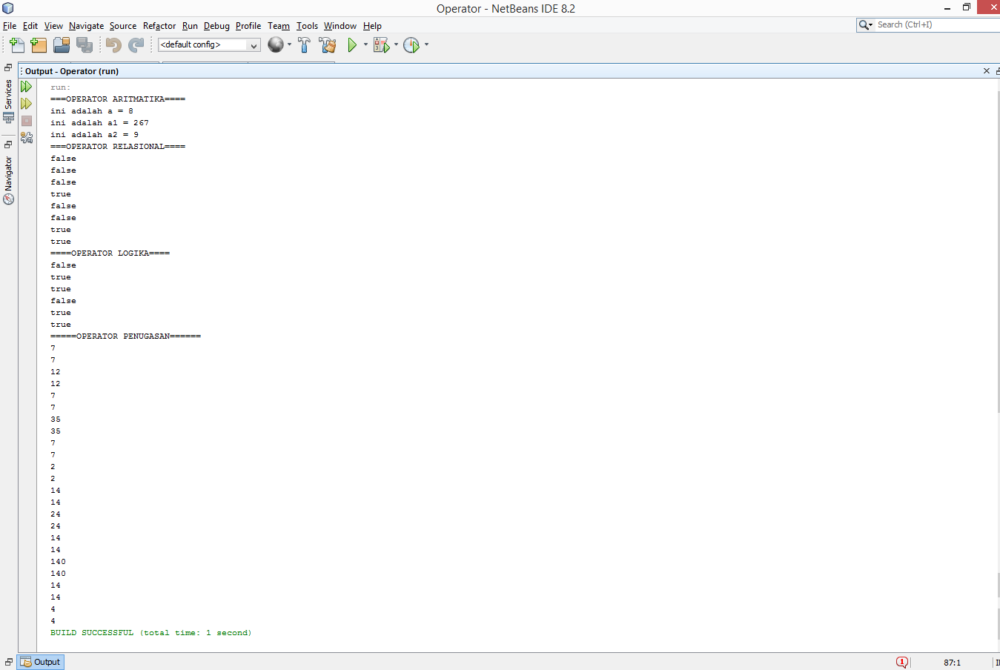 Operator - NetBeans IDE 8.2
File Edit View Navigate Source Refactor Run Debug Profile Team Tools Window Help
Search (Ctrl+I)
<default config>
Output - Operator (run)
Services
Navigator
run:
===OPERATOR ARITMATIKA====
ini adalah a = 8
ini adalah a1 = 267
ini adalah a2 = 9
===OPERATOR RELASIONAL====
false
false
false
true
false
false
true
true
====OPERATOR LOGIKA====
false
true
true
false
true
true
=====OPERATOR PENUGASAN======
7
7
12
12
7
7
35
35
7
7
2
2
14
14
24
24
14
14
140
140
14
14
4
4
BUILD SUCCESSFUL (total time: 1 second)
Output
1
87:1